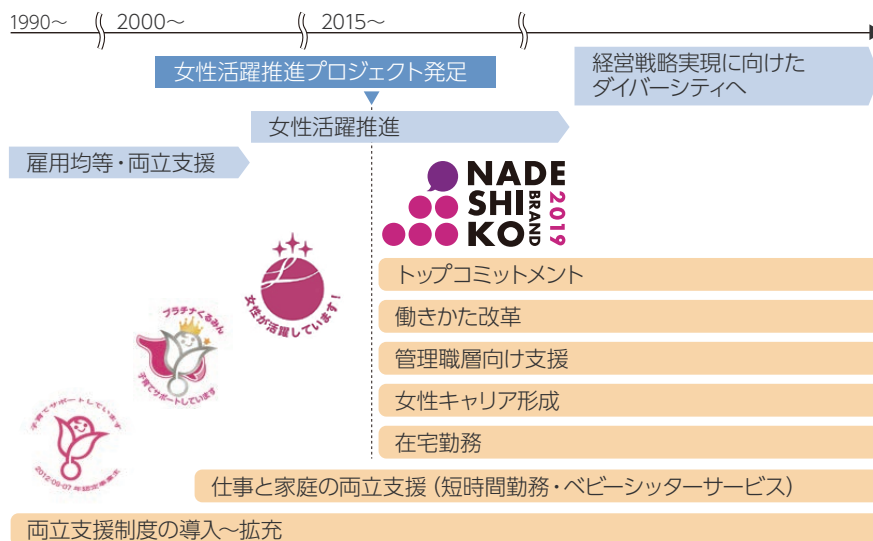 1990～
2000～
2015～
女性活躍推進プロジェクト発足
経営戦略実現に向けた
ダイバーシティへ
女性活躍推進
雇用均等・両立支援
NADE
SHI
KO
BRAND
2019
女性が活躍しています！
トップコミットメント
働きかた改革
プラチナくるみん
子育てサポートしています
管理職層向け支援
女性キャリア形成
子育てサポートしています
在宅勤務
仕事と家庭の両立支援（短時間勤務・ベビーシッターサービス）
両立支援制度の導入～拡充